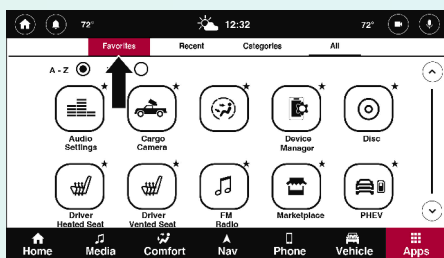 72° 12:32 72°
Favorites Recent Categories All
A - Z
Audio
Settings
Cargo
Camera
Device
Manager
Disc
Driver
Heated Seat
Driver
Vented Seat
FM
Radio
Marketplace
PHEV
Home Media Comfort Nav Phone Vehicle Apps